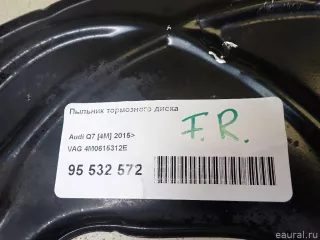 Пыльник тормозного диска
Audi Q7 [4M] 2015>
VAG 4M0615312E
95 532 572
F.R.
eaural.ru